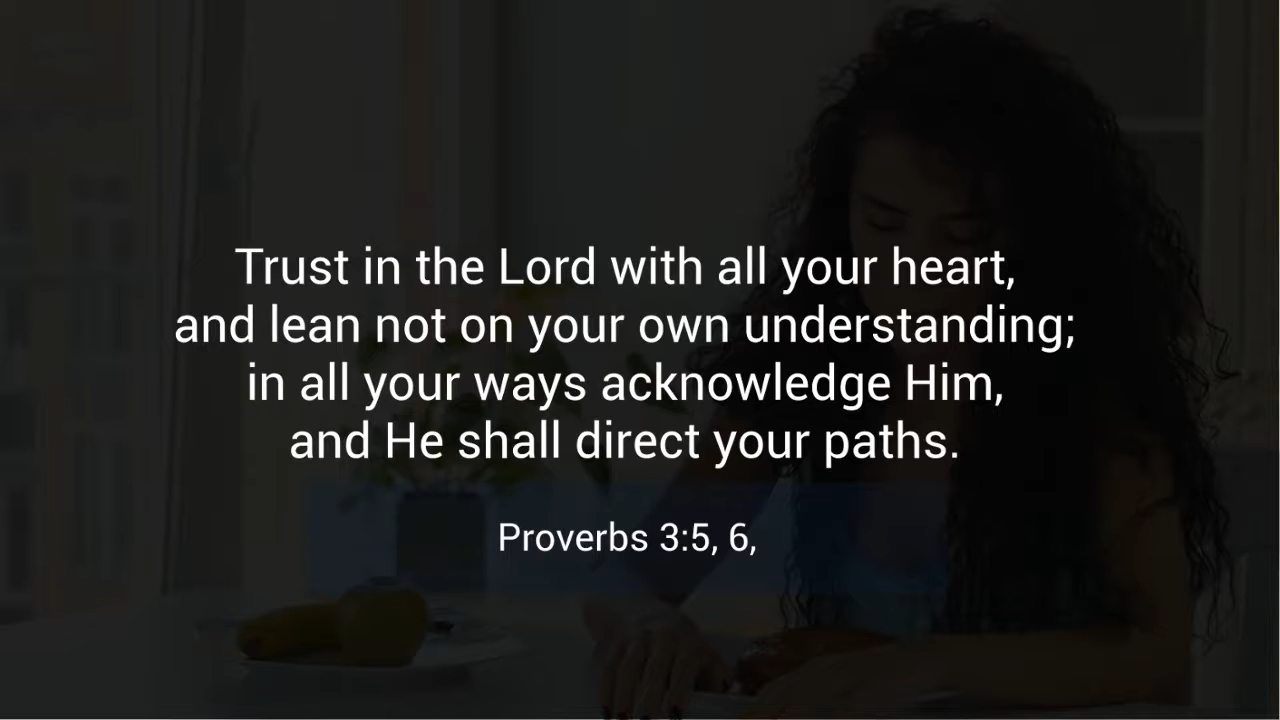 Trust in the Lord with all your heart,
and lean not on your own understanding;
in all your ways acknowledge Him,
and He shall direct your paths.
Proverbs 3:5, 6,